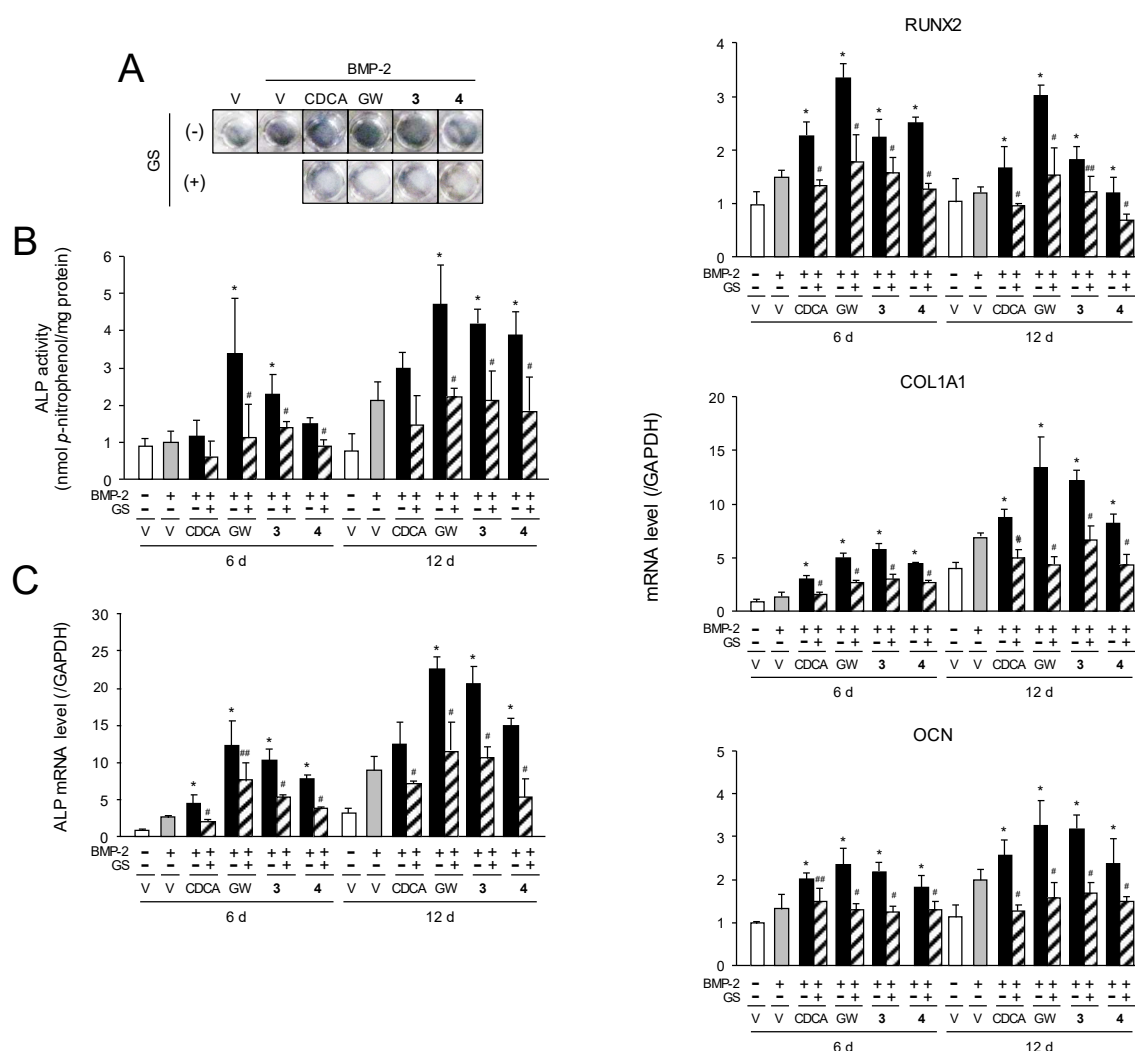 A
BMP-2
V V CDCA GW 3 4
GS
(-)
(+)
B
ALP activity
(nmol p-nitrophenol/mg protein)
6
5
4
3
2
1
0
* # * # # * # * # * #
BMP-2 - + + + + + + + + + - + + + + + + + + +
GS - + - + - + - + - + - + - + - +
V V CDCA GW 3 4 V V CDCA GW 3 4
6 d 12 d
C
ALP mRNA level (/GAPDH)
30
25
20
15
10
5
0
* # * ## * # * # # * # * # * #
BMP-2 - + + + + + + + + + - + + + + + + + + +
GS - + - + - + - + - + - + - + - +
V V CDCA GW 3 4 V V CDCA GW 3 4
6 d 12 d
mRNA level (/GAPDH)
RUNX2
4
3
2
1
0
* # * # * # * # * # * # * ## * #
BMP-2 - + + + + + + + + + - + + + + + + + + +
GS - + - + - + - + - + - + - + - +
V V CDCA GW 3 4 V V CDCA GW 3 4
6 d 12 d
COL1A1
20
15
10
5
0
* # * # * # * # * # * # * # * #
BMP-2 - + + + + + + + + + - + + + + + + + + +
GS - + - + - + - + - + - + - + - +
V V CDCA GW 3 4 V V CDCA GW 3 4
6 d 12 d
OCN
5
4
3
2
1
0
* ## * # * # * # * # * # * # * #
BMP-2 - + + + + + + + + + - + + + + + + + + +
GS - + - + - + - + - + - + - + - +
V V CDCA GW 3 4 V V CDCA GW 3 4
6 d 12 d